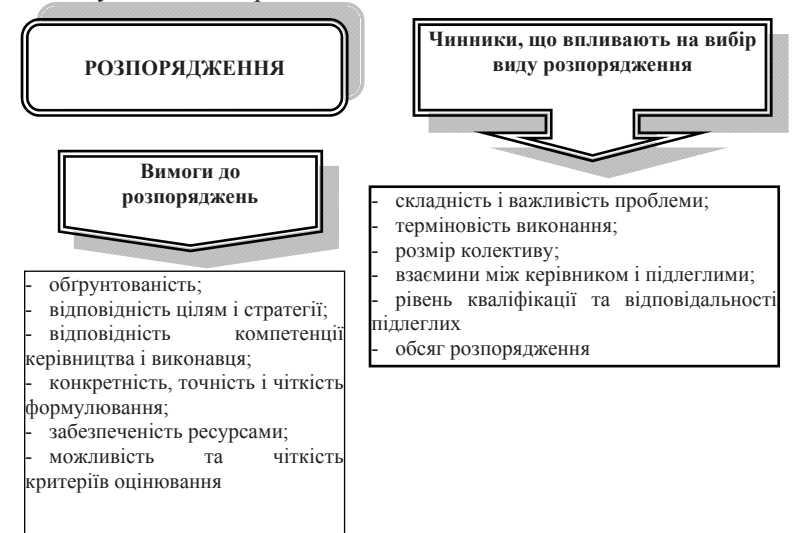 РОЗПОРЯДЖЕННЯ
Вимоги до
розпоряджень
- обґрунтованість;
- відповідність цілям і стратегії;
- відповідність компетенції
керівництва і виконавця;
- конкретність, точність і чіткість
формулювання;
- забезпеченість ресурсами;
- можливість та чіткість
критеріїв оцінювання
Чинники, що впливають на вибір
виду розпорядження
- складність і важливість проблеми;
- терміновість виконання;
- розмір колективу;
- взаємини між керівником і підлеглими;
- рівень кваліфікації та відповідальності
підлеглих
- обсяг розпорядження